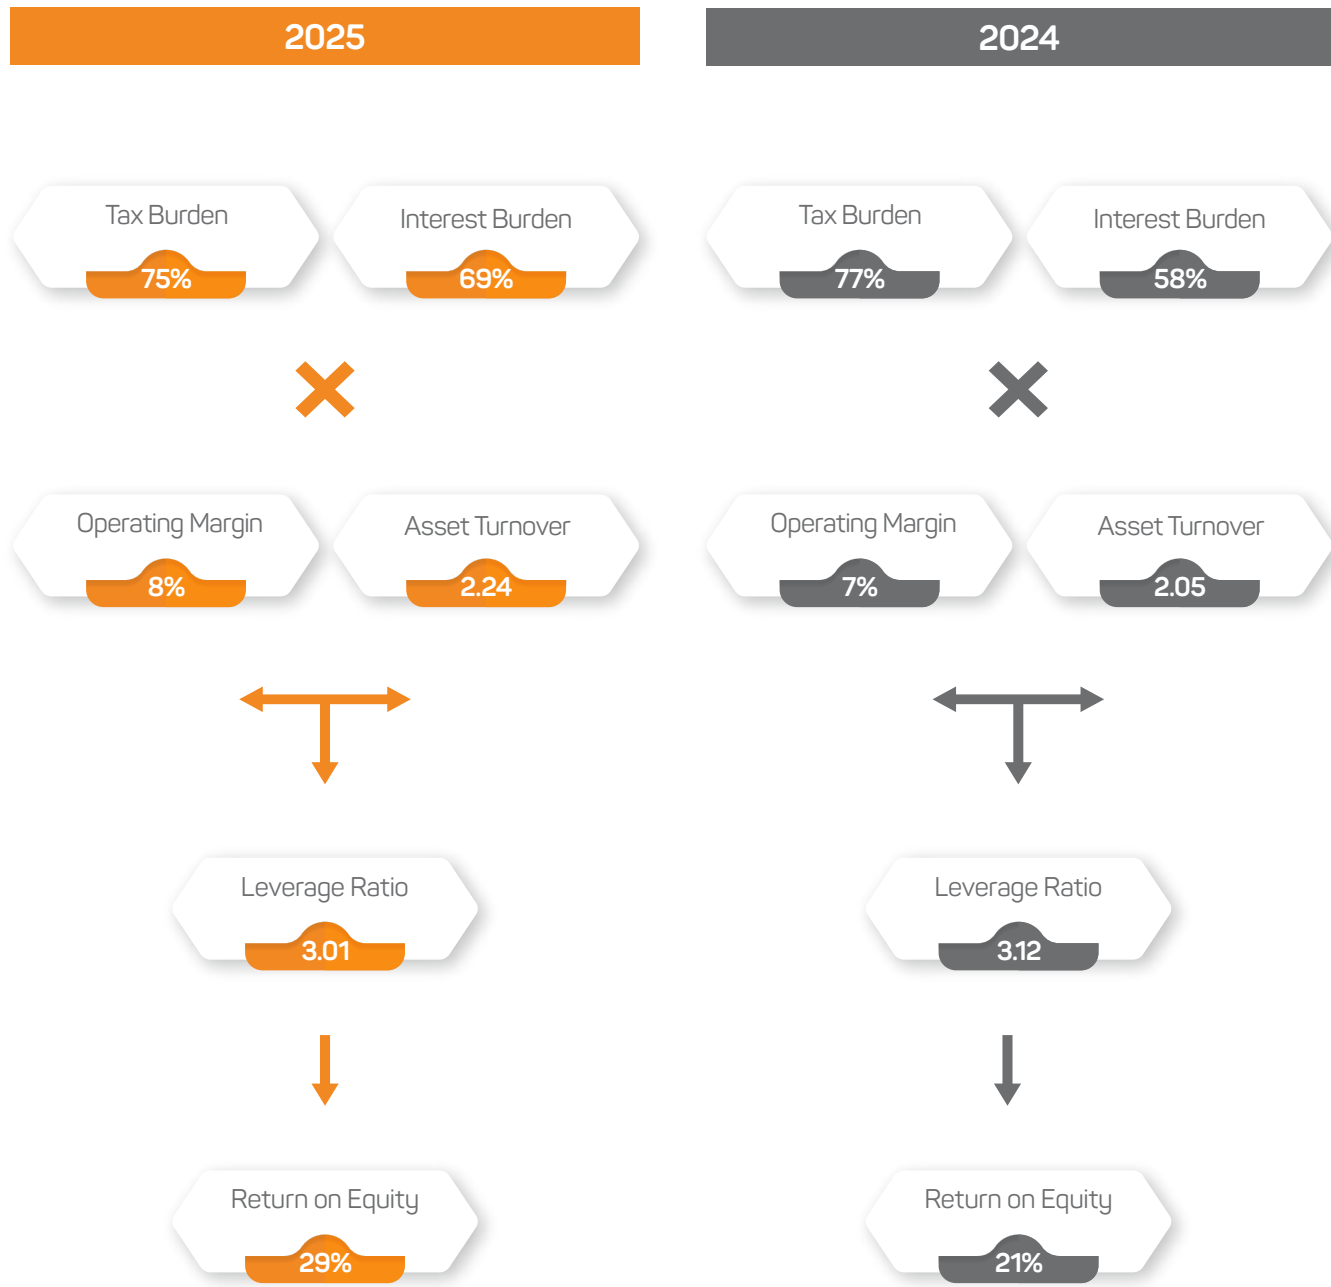 2025
Tax Burden
75%
Interest Burden
69%
Operating Margin
8%
Asset Turnover
2.24
Leverage Ratio
3.01
Return on Equity
29%
2024
Tax Burden
77%
Interest Burden
58%
Operating Margin
7%
Asset Turnover
2.05
Leverage Ratio
3.12
Return on Equity
21%